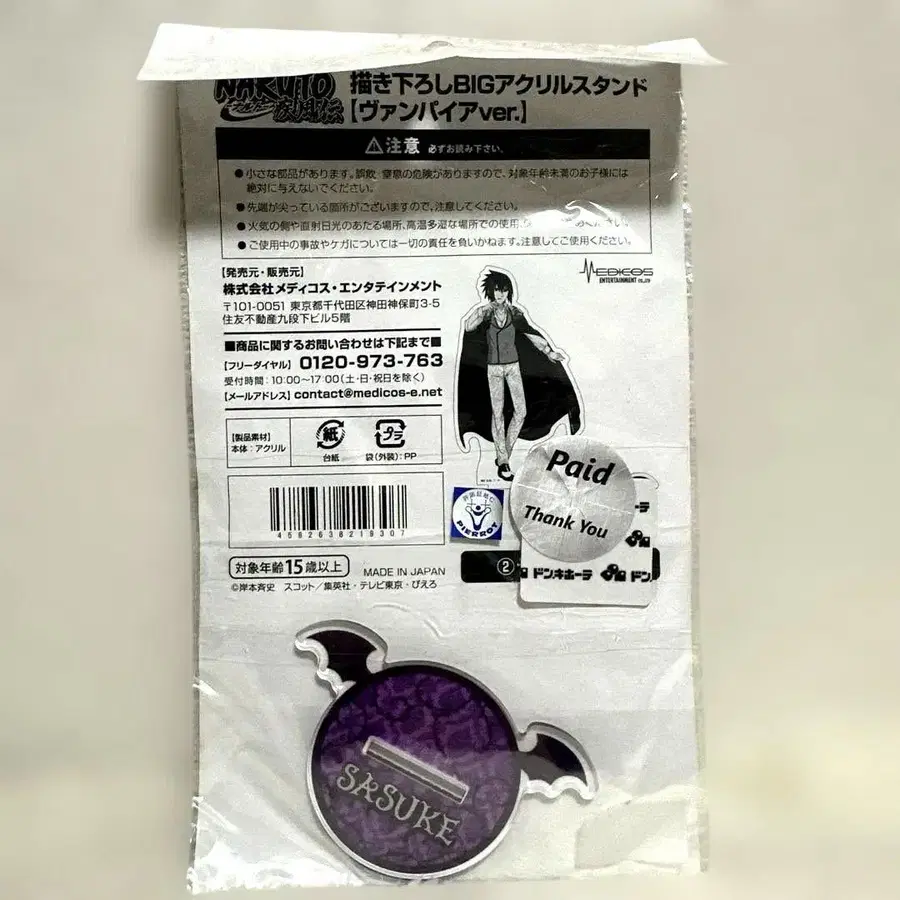 NARUTO
ナルト
疾風伝
描き下ろしBIGアクリルスタンド
【ヴァンパイアver.】
⚠注意 必ずお読み下さい。
●小さな部品があります。誤飲・窒息の危険がありますので、対象年齢未満のお子様には
絶対に与えないでください。
●先端が尖っている箇所がございますので、注意してください。
●火気の側や直射日光のあたる場所、高温多湿な場所での使用、
●ご使用中の事故やケガについては一切の責任を負いかねます。注意してご使用ください。
【発売元・販売元】
株式会社メディコス・エンタテインメント
〒101-0051 東京都千代田区神田神保町3-5
住友不動産九段下ビル5階
MEDICOS
ENTERTAINMENT CO.,LTD
■商品に関するお問い合わせは下記まで■
【フリーダイヤル】 0120-973-763
受付時間：10:00〜17:00(土・日・祝日を除く)
【メールアドレス】 contact@medicos-e.net
【製品素材】
本体：アクリル
紙
台紙
プラ
袋(外装)：PP
4582638219307
対象年齢15歳以上
MADE IN JAPAN
©岸本斉史 スコット／集英社・テレビ東京・ぴえろ
許諾証紙
PIERROT
②
Paid
Thank You
ーテ
ドンキホーテ
ドン
SASUKE